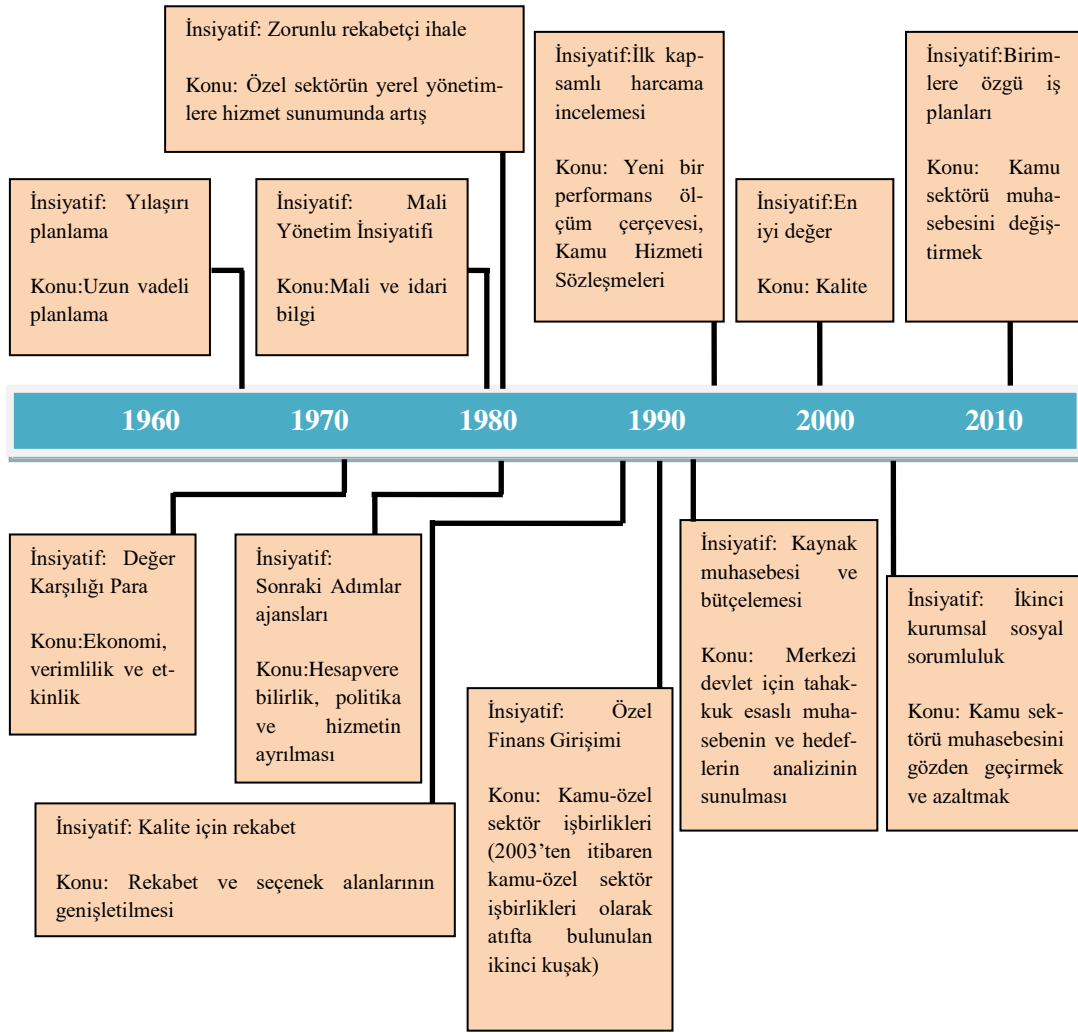 İnsiyatif: Zorunlu rekabetçi ihale
Konu: Özel sektörün yerel yönetim-
lere hizmet sunumunda artış
İnsiyatif:İlk kap-
samlı harcama
incelemesi
Konu: Yeni bir
performans öl-
çüm çerçevesi,
Kamu Hizmeti
Sözleşmeleri
İnsiyatif:Birim-
lere özgü iş
planları
Konu: Kamu
sektörü muha-
sebesini değiş-
tirmek
İnsiyatif: Yılaşırı
planlama
Konu:Uzun vadeli
planlama
İnsiyatif: Mali
Yönetim İnsiyatifi
Konu:Mali ve idari
bilgi
İnsiyatif:En
iyi değer
Konu: Kalite
1960 1970 1980 1990 2000 2010
İnsiyatif: Değer
Karşılığı Para
Konu:Ekonomi,
verimlilik ve et-
kinlik
İnsiyatif:
Sonraki Adımlar
ajansları
Konu:Hesapvere
bilirlik, politika
ve hizmetin
ayrılması
İnsiyatif: Kalite için rekabet
Konu: Rekabet ve seçenek alanlarının
genişletilmesi
İnsiyatif: Özel
Finans Girişimi
Konu: Kamu-özel
sektör işbirlikleri
(2003’ten itibaren
kamu-özel sektör
işbirlikleri olarak
atıfta bulunulan
ikinci kuşak)
İnsiyatif: Kaynak
muhasebesi ve
bütçelemesi
Konu: Merkezi
devlet için tahak-
kuk esaslı muha-
sebenin ve hedef-
lerin analizinin
sunulması
İnsiyatif: İkinci
kurumsal sosyal
sorumluluk
Konu: Kamu sek-
törü muhasebesini
gözden geçirmek
ve azaltmak